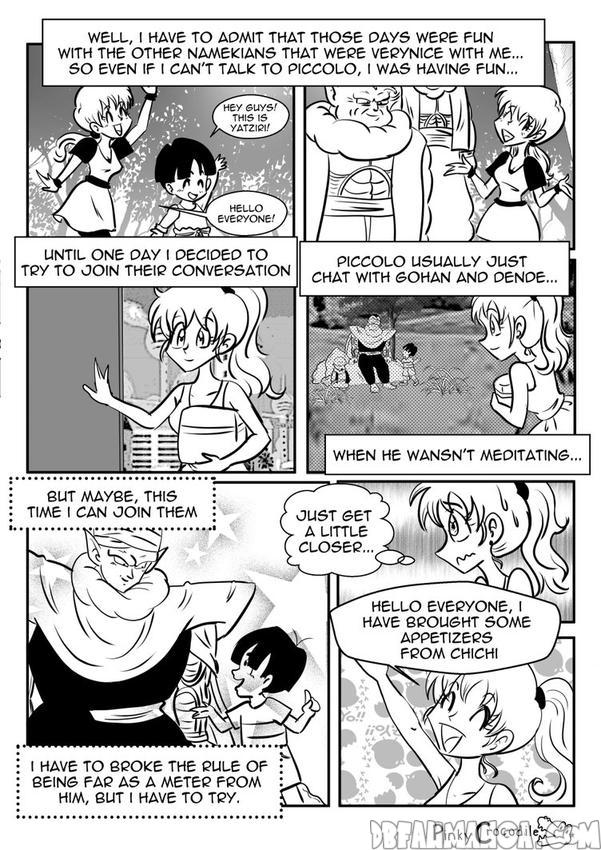 WELL, I HAVE TO ADMIT THAT THOSE DAYS WERE FUN
WITH THE OTHER NAMEKIANS THAT WERE VERYNICE WITH ME...
SO EVEN IF I CAN'T TALK TO PICCOLO, I WAS HAVING FUN...
HEY GUYS!
THIS IS
YATZIRI!
HELLO
EVERYONE!
UNTIL ONE DAY I DECIDED TO
TRY TO JOIN THEIR CONVERSATION
PICCOLO USUALLY JUST
CHAT WITH GOHAN AND DENDE...
WHEN HE WANSN'T MEDITATING...
BUT MAYBE, THIS
TIME I CAN JOIN THEM
JUST GET
A LITTLE
CLOSER...
I HAVE TO BROKE THE RULE OF
BEING FAR AS A METER FROM
HIM, BUT I HAVE TO TRY.
HELLO EVERYONE, I
HAVE BROUGHT SOME
APPETIZERS
FROM CHICHI
Pinky Crocodile
DBFANMANGA.COM